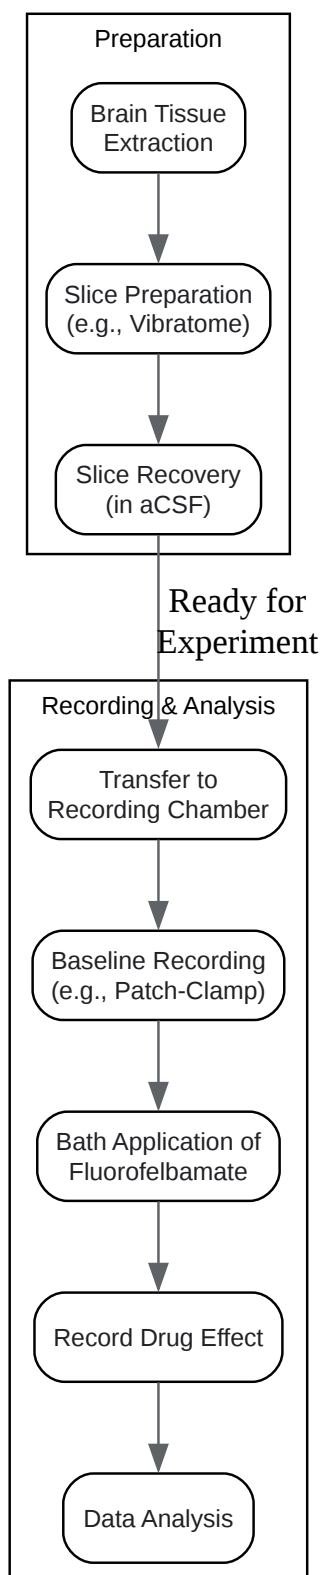 Preparation
Brain Tissue
Extraction
Slice Preparation
(e.g., Vibratome)
Slice Recovery
(in aCSF)
Ready for
Experiment
Recording & Analysis
Transfer to
Recording Chamber
Baseline Recording
(e.g., Patch-Clamp)
Bath Application of
Fluorofelbamate
Record Drug Effect
Data Analysis